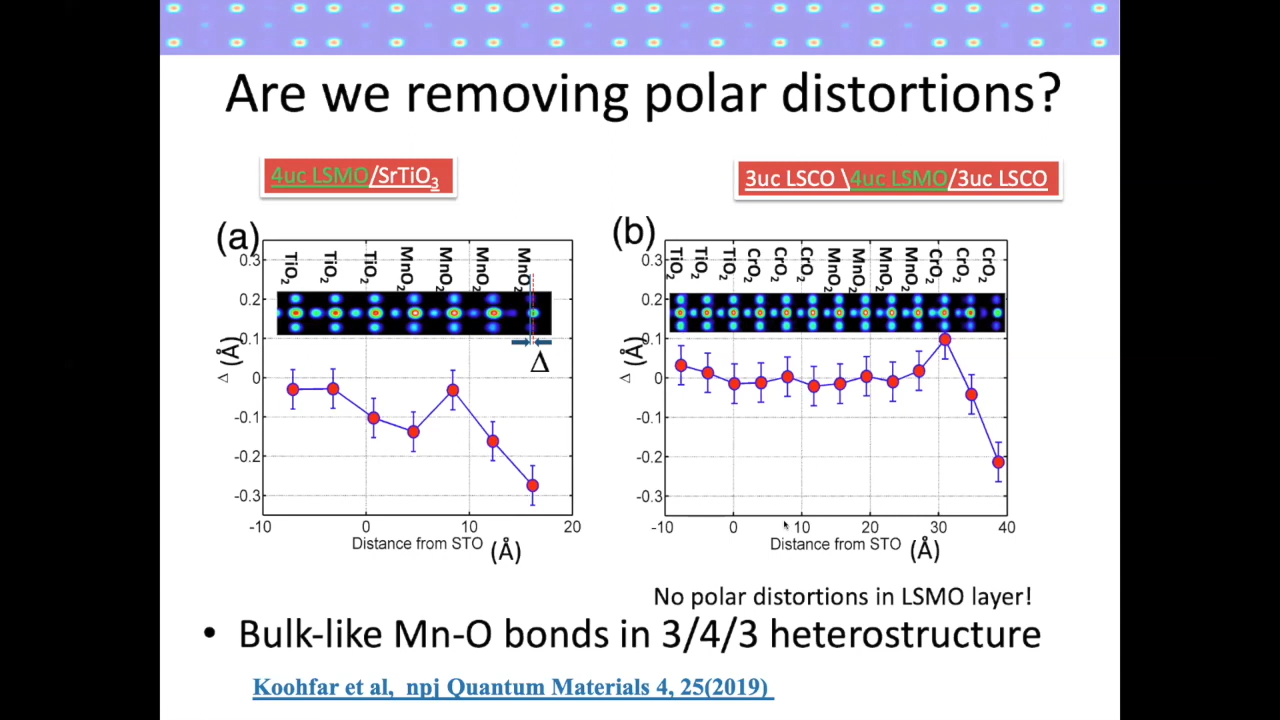 Are we removing polar distortions?
4uc LSMO/SrTiO3
3uc LSCO \4uc LSMO/3uc LSCO
(a)
TiO2 TiO2 TiO2 MnO2 MnO2 MnO2 MnO2
0.3
0.2
0.1
0
-0.1
-0.2
-0.3
Δ (Å)
Δ
-10 0 10 20
Distance from STO (Å)
(b)
TiO2 TiO2 TiO2 CrO2 CrO2 CrO2 MnO2 MnO2 MnO2 MnO2 CrO2 CrO2 CrO2
0.3
0.2
0.1
0
-0.1
-0.2
-0.3
Δ (Å)
-10 0 10 20 30 40
Distance from STO (Å)
No polar distortions in LSMO layer!
• Bulk-like Mn-O bonds in 3/4/3 heterostructure
Koohfar et al, npj Quantum Materials 4, 25(2019)